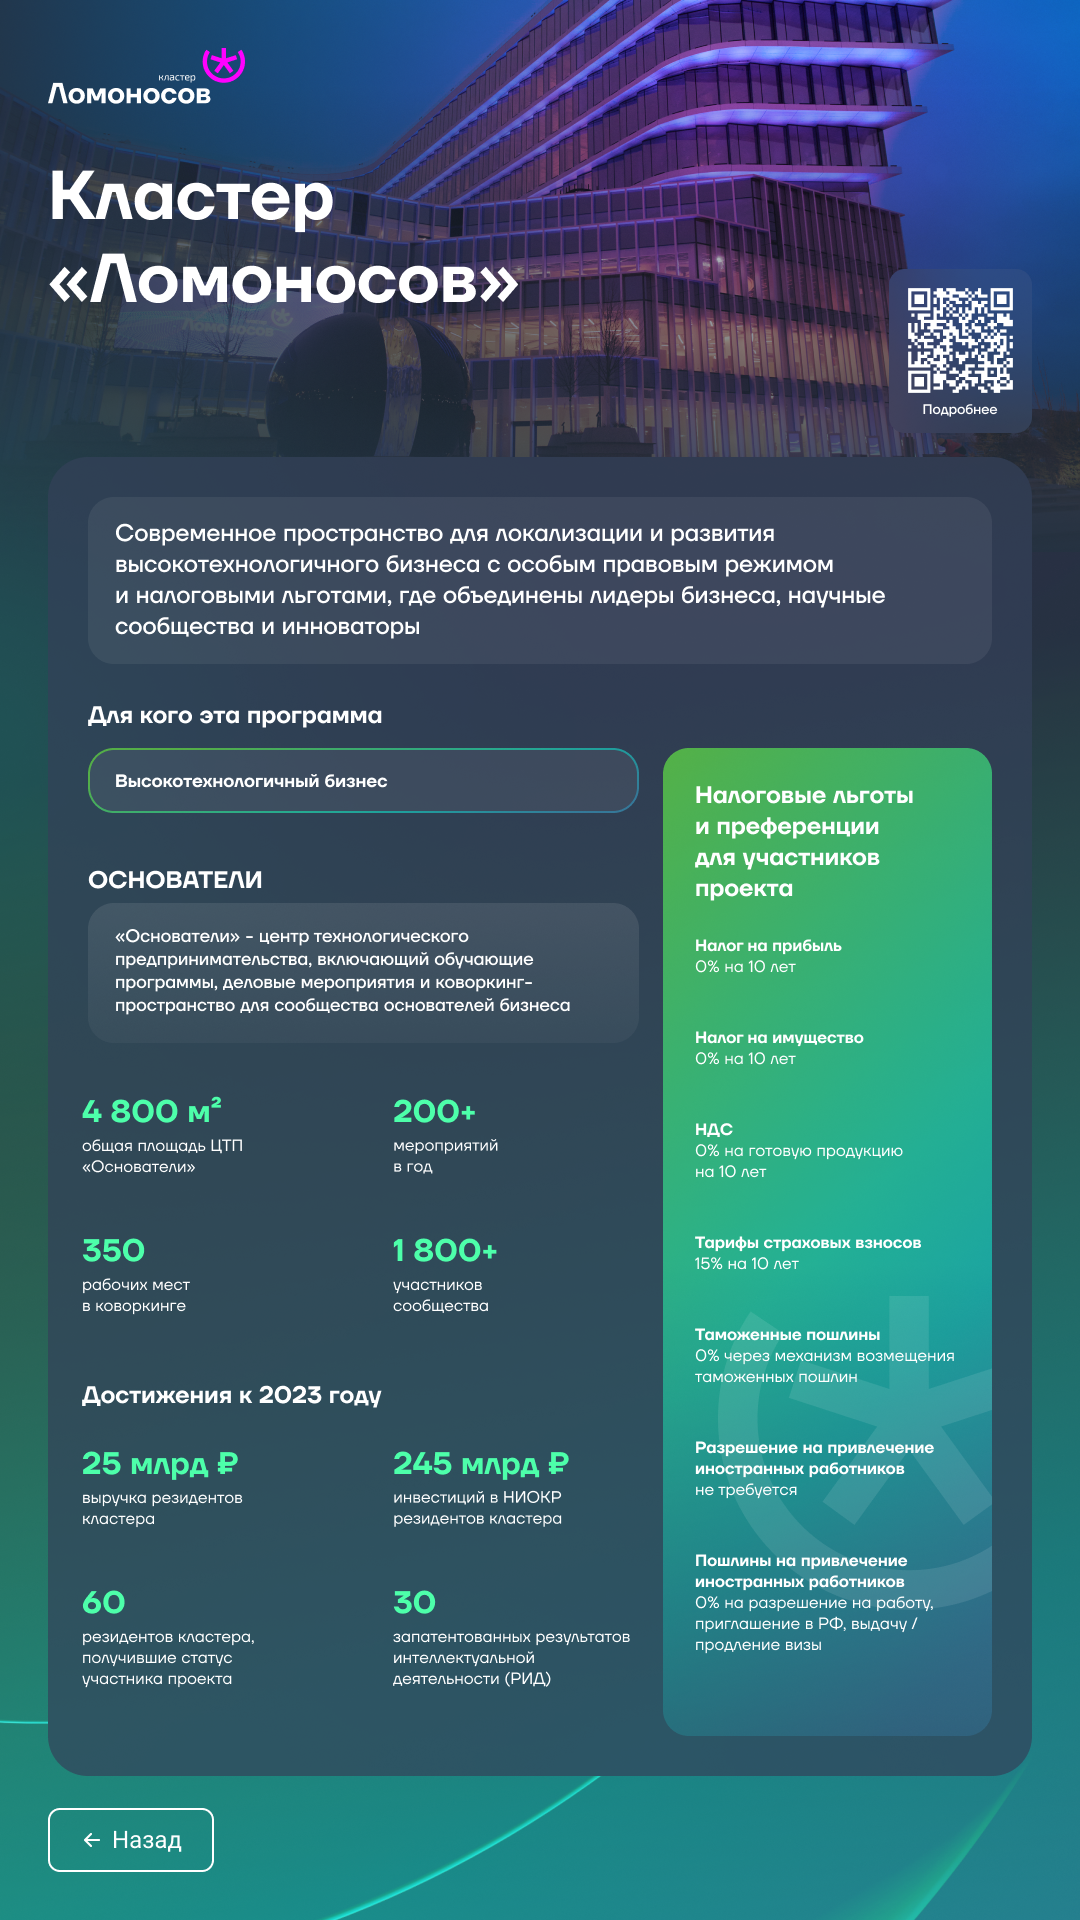 кластер
Ломоносов
Кластер
«Ломоносов»
Ломоносов
Подробнее
Современное пространство для локализации и развития
высокотехнологичного бизнеса с особым правовым режимом
и налоговыми льготами, где объединены лидеры бизнеса, научные
сообщества и инноваторы
Для кого эта программа
Высокотехнологичный бизнес
ОСНОВАТЕЛИ
«Основатели» - центр технологического
предпринимательства, включающий обучающие
программы, деловые мероприятия и коворкинг-
пространство для сообщества основателей бизнеса
4 800 м²
общая площадь ЦТП
«Основатели»
200+
мероприятий
в год
350
рабочих мест
в коворкинге
1 800+
участников
сообщества
Достижения к 2023 году
25 млрд ₽
выручка резидентов
кластера
245 млрд ₽
инвестиций в НИОКР
резидентов кластера
60
резидентов кластера,
получившие статус
участника проекта
30
запатентованных результатов
интеллектуальной
деятельности (РИД)
Налоговые льготы
и преференции
для участников
проекта
Налог на прибыль
0% на 10 лет
Налог на имущество
0% на 10 лет
НДС
0% на готовую продукцию
на 10 лет
Тарифы страховых взносов
15% на 10 лет
Таможенные пошлины
0% через механизм возмещения
таможенных пошлин
Разрешение на привлечение
иностранных работников
не требуется
Пошлины на привлечение
иностранных работников
0% на разрешение на работу,
приглашение в РФ, выдачу /
продление визы
← Назад